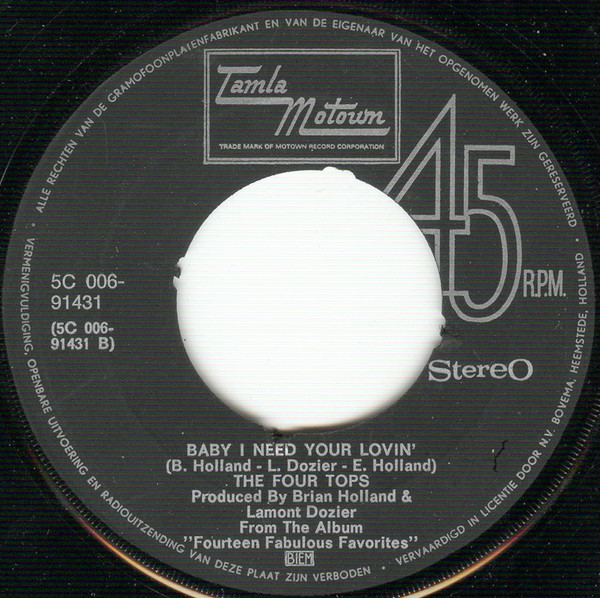 ALLE RECHTEN VAN DE GRAMOFOONPLATENFABRIKANT EN VAN DE EIGENAAR VAN HET OPGENOMEN WERK ZIJN GERESERVEERD •
Tamla
Motown
TRADE MARK OF MOTOWN RECORD CORPORATION
45
R.P.M.
5C 006-
91431
(5C 006-
91431 B)
Stereo
BABY I NEED YOUR LOVIN'
(B. Holland - L. Dozier - E. Holland)
THE FOUR TOPS
Produced By Brian Holland &
Lamont Dozier
From The Album
"Fourteen Fabulous Favorites"
BIEM
• VERMENIGVULDIGING, OPENBARE UITVOERING EN RADIOUITZENDING VAN DEZE PLAAT ZIJN VERBODEN •
VERVAARDIGD IN LICENTIE DOOR N.V. BOVEMA, HEEMSTEDE, HOLLAND •